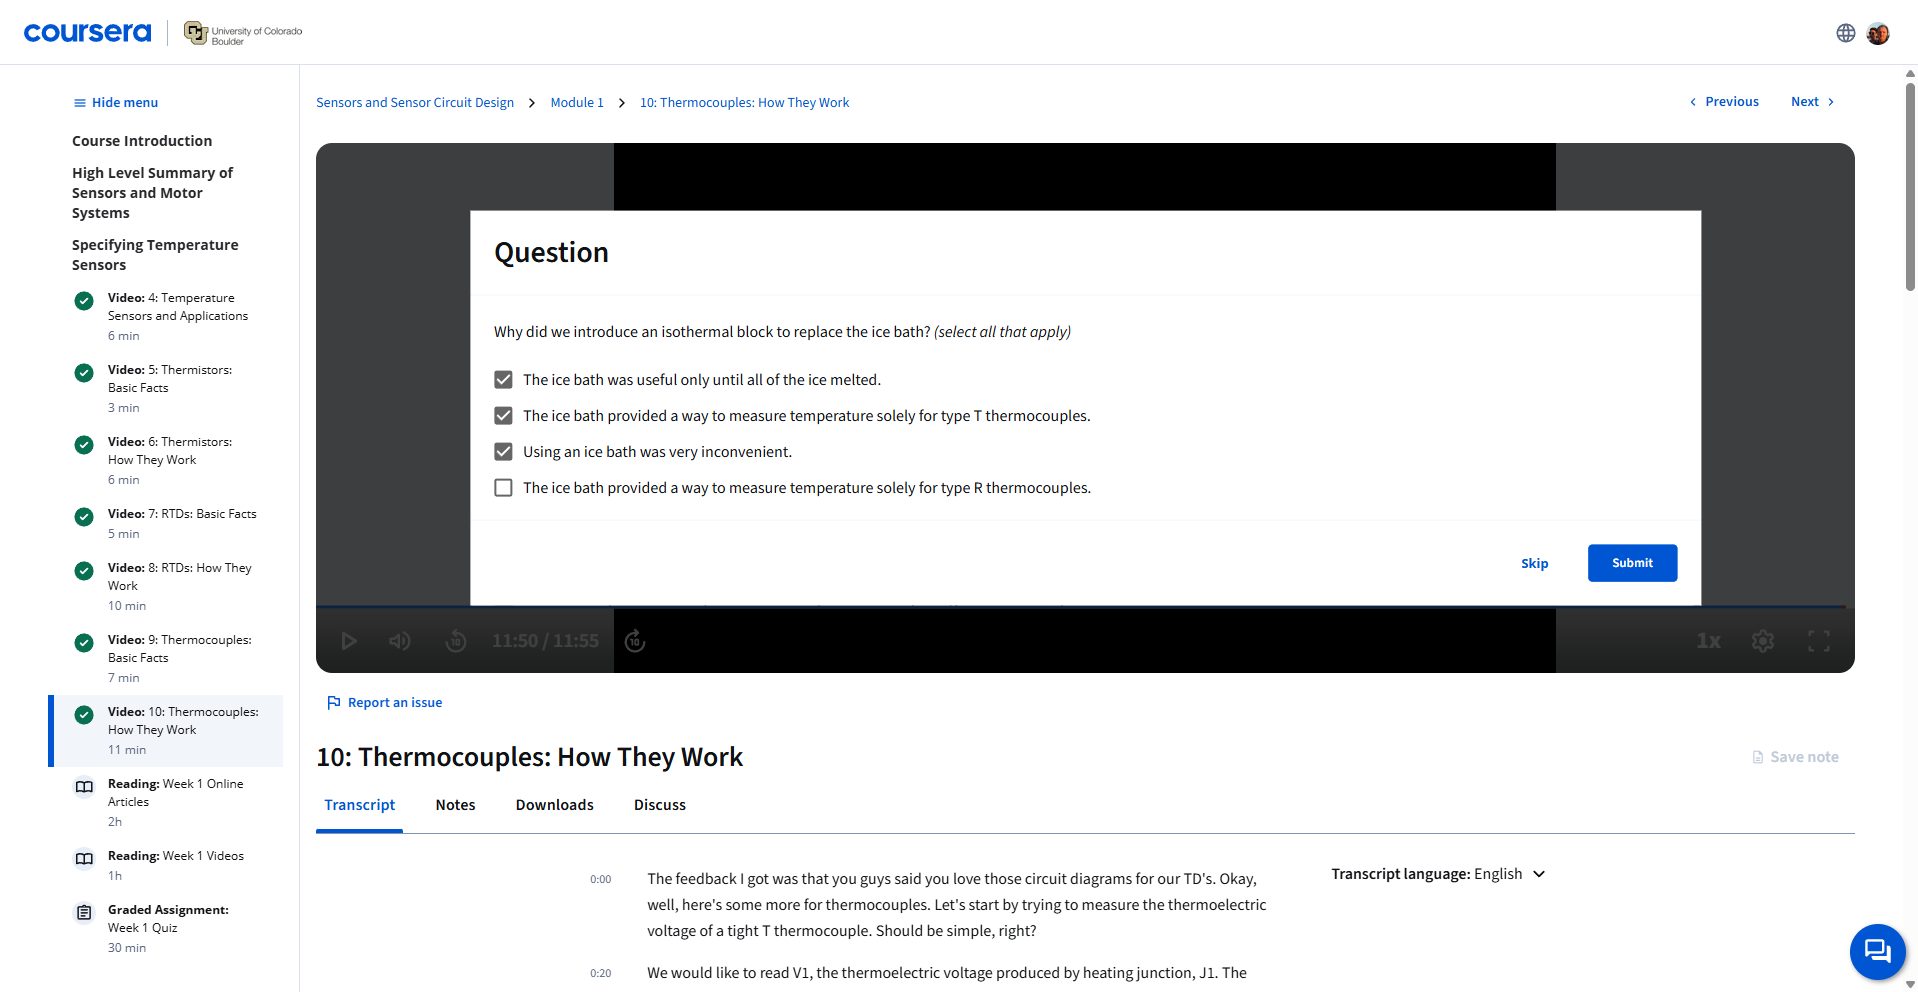 coursera
University of Colorado
Boulder
Hide menu
Course Introduction
High Level Summary of
Sensors and Motor
Systems
Specifying Temperature
Sensors
Video: 4: Temperature
Sensors and Applications
6 min
Video: 5: Thermistors:
Basic Facts
3 min
Video: 6: Thermistors:
How They Work
6 min
Video: 7: RTDs: Basic Facts
5 min
Video: 8: RTDs: How They
Work
10 min
Video: 9: Thermocouples:
Basic Facts
7 min
Video: 10: Thermocouples:
How They Work
11 min
Reading: Week 1 Online
Articles
2h
Reading: Week 1 Videos
1h
Graded Assignment:
Week 1 Quiz
30 min
Sensors and Sensor Circuit Design > Module 1 > 10: Thermocouples: How They Work
Previous
Next
Question
Why did we introduce an isothermal block to replace the ice bath? (select all that apply)
The ice bath was useful only until all of the ice melted.
The ice bath provided a way to measure temperature solely for type T thermocouples.
Using an ice bath was very inconvenient.
The ice bath provided a way to measure temperature solely for type R thermocouples.
Skip
Submit
10
11:50 / 11:55
10
1x
Report an issue
10: Thermocouples: How They Work
Save note
Transcript
Notes
Downloads
Discuss
0:00
The feedback I got was that you guys said you love those circuit diagrams for our TD's. Okay,
well, here's some more for thermocouples. Let's start by trying to measure the thermoelectric
voltage of a tight T thermocouple. Should be simple, right?
0:20
We would like to read V1, the thermoelectric voltage produced by heating junction, J1. The
Transcript language: English